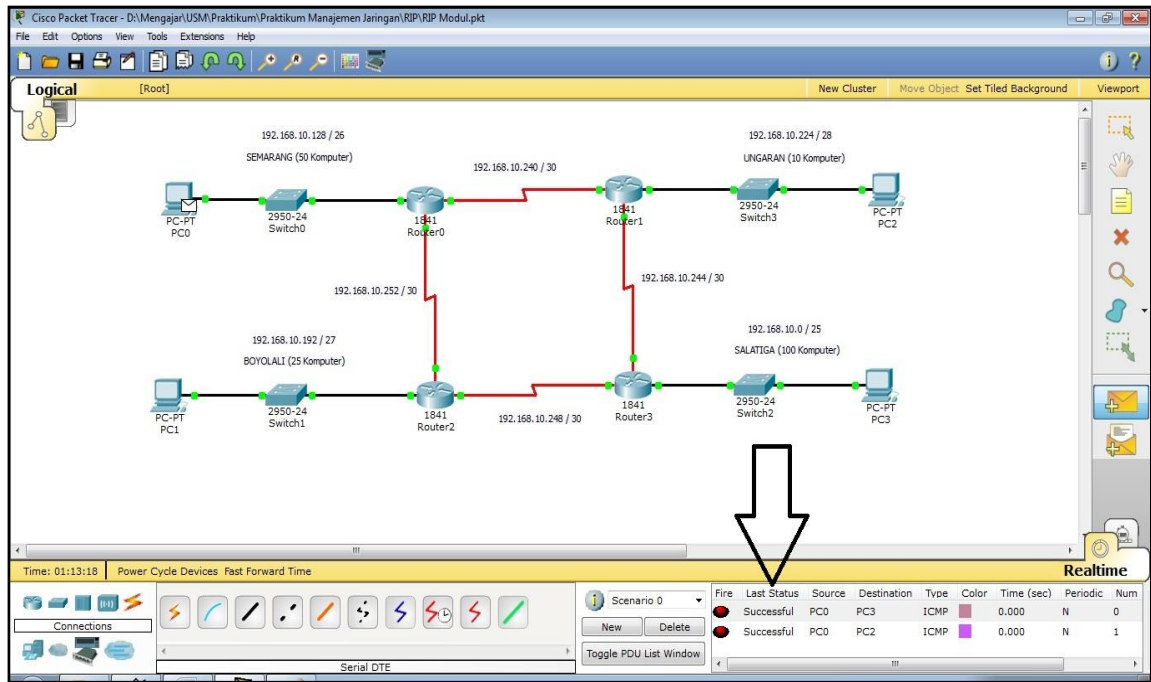 Cisco Packet Tracer - D:\Mengajar\USM\Praktikum\Praktikum Manajemen Jaringan\RIP\RIP Modul.pkt
File Edit Options View Tools Extensions Help
Logical [Root] New Cluster Move Object Set Tiled Background Viewport
192.168.10.128 / 26
SEMARANG (50 Komputer)
192.168.10.240 / 30
192.168.10.224 / 28
UNGARAN (10 Komputer)
PC-PT
PC0
2950-24
Switch0
1841
Router0
1841
Router1
2950-24
Switch3
PC-PT
PC2
192.168.10.252 / 30
192.168.10.244 / 30
192.168.10.192 / 27
BOYOLALI (25 Komputer)
192.168.10.0 / 25
SALATIGA (100 Komputer)
PC-PT
PC1
2950-24
Switch1
1841
Router2
192.168.10.248 / 30
1841
Router3
2950-24
Switch2
PC-PT
PC3
Time: 01:13:18 Power Cycle Devices Fast Forward Time Realtime
Connections
Serial DTE
Scenario 0
New Delete
Toggle PDU List Window
Fire Last Status Source Destination Type Color Time (sec) Periodic Num
Successful PC0 PC3 ICMP 0.000 N 0
Successful PC0 PC2 ICMP 0.000 N 1